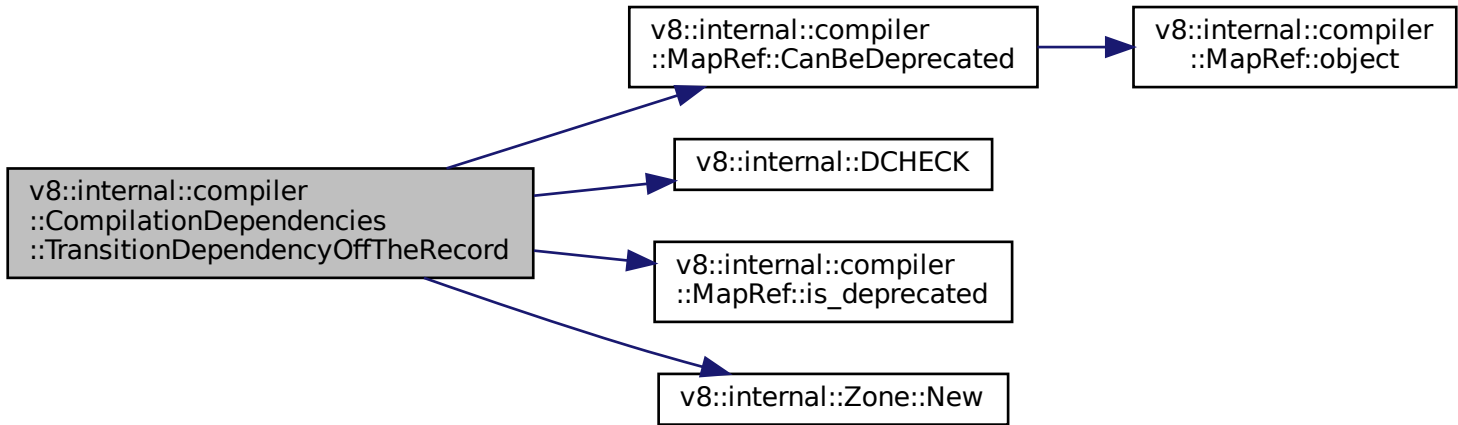 v8::internal::compiler
::CompilationDependencies
::TransitionDependencyOffTheRecord
v8::internal::compiler
::MapRef::CanBeDeprecated
v8::internal::compiler
::MapRef::object
v8::internal::DCHECK
v8::internal::compiler
::MapRef::is_deprecated
v8::internal::Zone::New